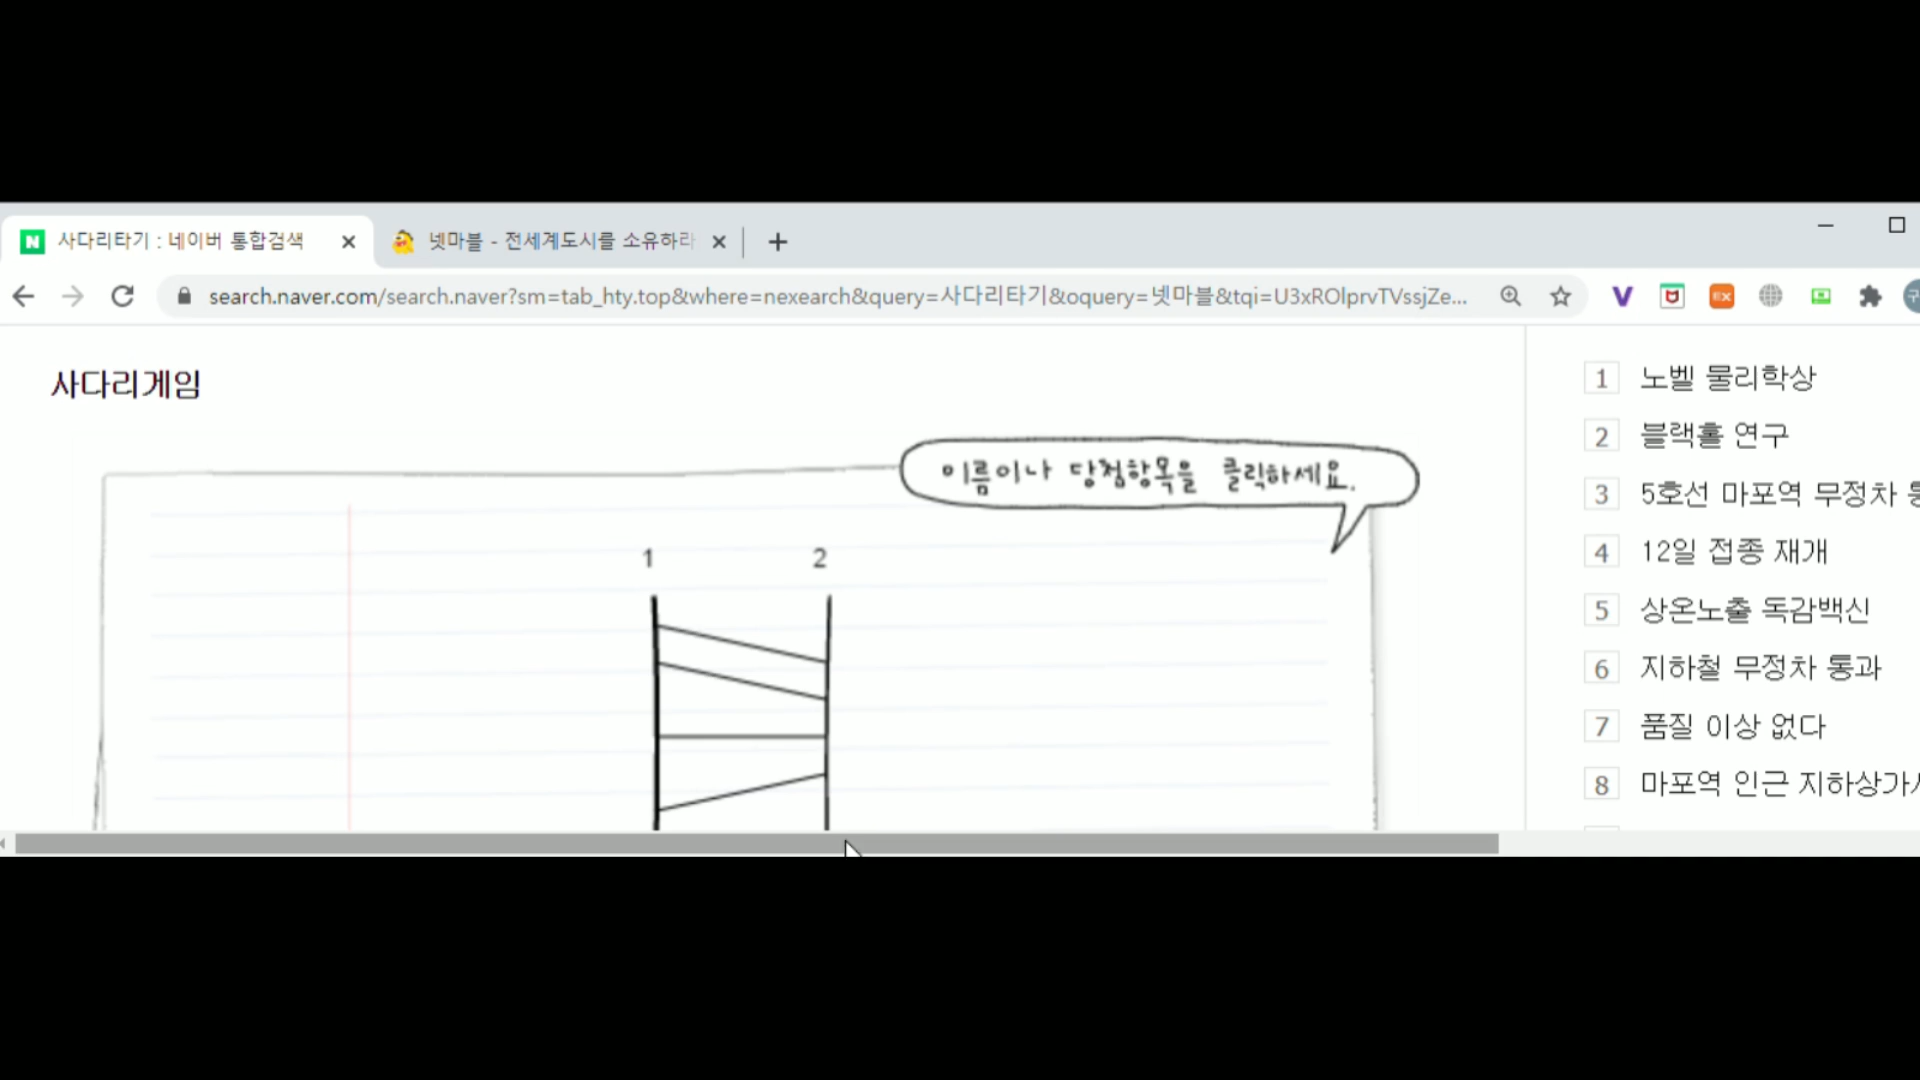 사다리타기 : 네이버 통합검색
넷마블 - 전세계도시를 소유하라
search.naver.com/search.naver?sm=tab_hty.top&where=nexearch&query=사다리타기&oquery=넷마블&tqi=U3xROlprvTVssjZe...
사다리게임
이름이나 당첨항목을 클릭하세요.
1 2
1 노벨 물리학상
2 블랙홀 연구
3 5호선 마포역 무정차
4 12일 접종 재개
5 상온노출 독감백신
6 지하철 무정차 통과
7 품질 이상 없다
8 마포역 인근 지하상가